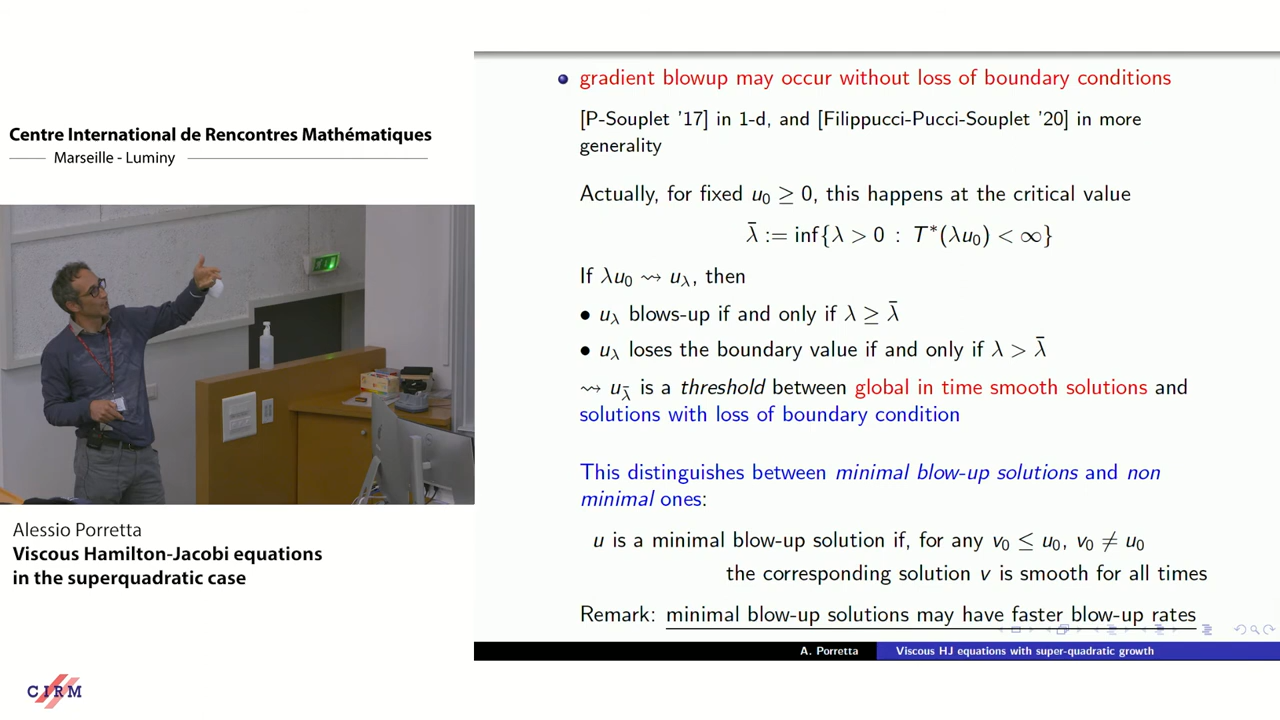 Centre International de Rencontres Mathématiques
Marseille - Luminy
Alessio Porretta
Viscous Hamilton-Jacobi equations
in the superquadratic case
CIRM
gradient blowup may occur without loss of boundary conditions
[P-Souplet '17] in 1-d, and [Filippucci-Pucci-Souplet '20] in more
generality
Actually, for fixed u₀ ≥ 0, this happens at the critical value
λ̄ := inf{λ > 0 : T*(λu₀) < ∞}
If λu₀ ⇝ u_λ, then
• u_λ blows-up if and only if λ ≥ λ̄
• u_λ loses the boundary value if and only if λ > λ̄
⇝ u_λ̄ is a threshold between global in time smooth solutions and
solutions with loss of boundary condition
This distinguishes between minimal blow-up solutions and non
minimal ones:
u is a minimal blow-up solution if, for any v₀ ≤ u₀, v₀ ≠ u₀
the corresponding solution v is smooth for all times
Remark: minimal blow-up solutions may have faster blow-up rates
A. Porretta
Viscous HJ equations with super-quadratic growth